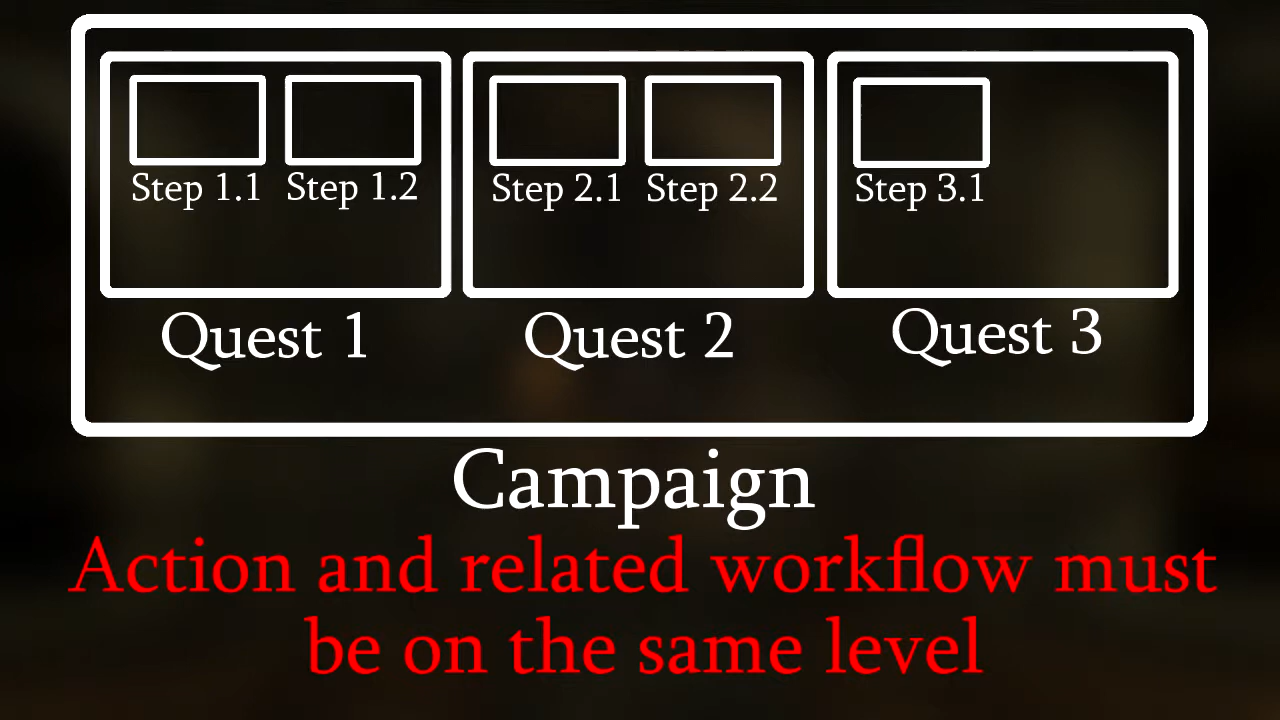 Step 1.1 Step 1.2 Step 2.1 Step 2.2 Step 3.1
Quest 1 Quest 2 Quest 3
Campaign
Action and related workflow must
be on the same level